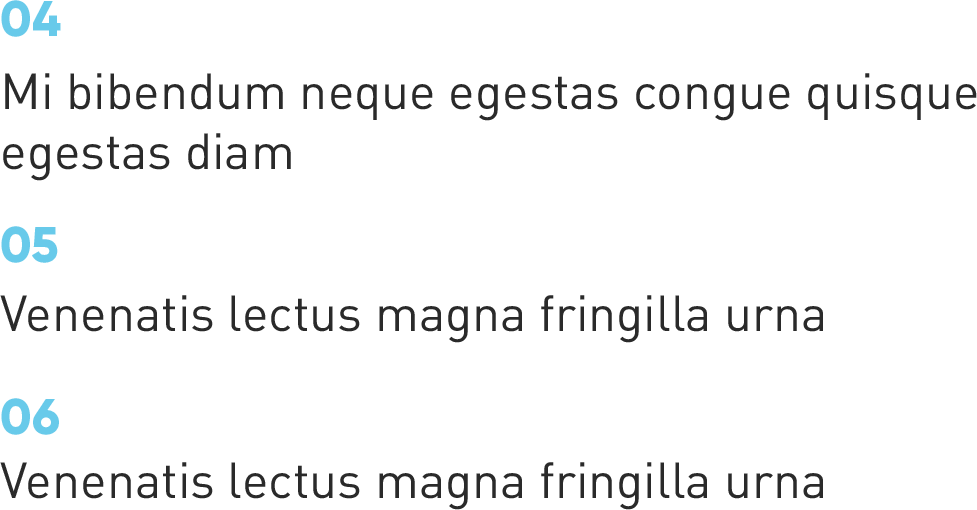 04
Mi bibendum neque egestas congue quisque
egestas diam
05
Venenatis lectus magna fringilla urna
06
Venenatis lectus magna fringilla urna